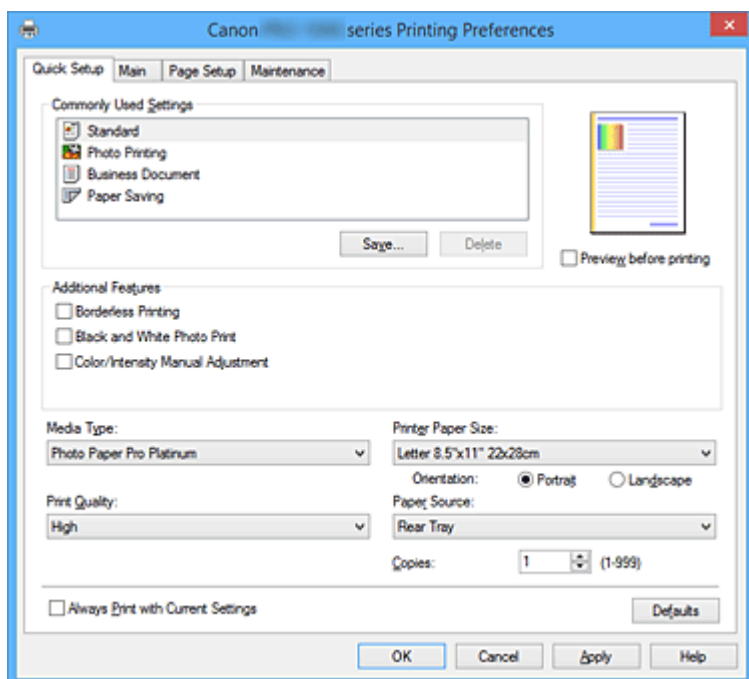 Canon series Printing Preferences
Quick Setup Main Page Setup Maintenance
Commonly Used Settings
Standard
Photo Printing
Business Document
Paper Saving
Save... Delete
Preview before printing
Additional Features
Borderless Printing
Black and White Photo Print
Color/Intensity Manual Adjustment
Media Type: Printer Paper Size:
Photo Paper Pro Platinum Letter 8.5"x11" 22x28cm
Orientation: Portrait Landscape
Print Quality: Paper Source:
High Rear Tray
Copies: 1 (1-999)
Always Print with Current Settings Defaults
OK Cancel Apply Help